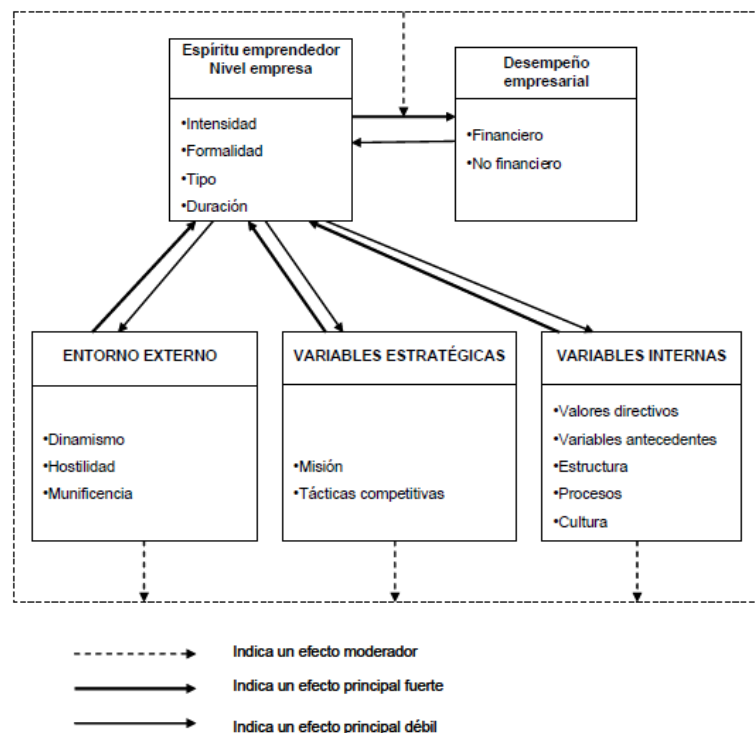 Espíritu emprendedor
Nivel empresa
•Intensidad
•Formalidad
•Tipo
•Duración
Desempeño
empresarial
•Financiero
•No financiero
ENTORNO EXTERNO
•Dinamismo
•Hostilidad
•Munificencia
VARIABLES ESTRATÉGICAS
•Misión
•Tácticas competitivas
VARIABLES INTERNAS
•Valores directivos
•Variables antecedentes
•Estructura
•Procesos
•Cultura
Indica un efecto moderador
Indica un efecto principal fuerte
Indica un efecto principal débil